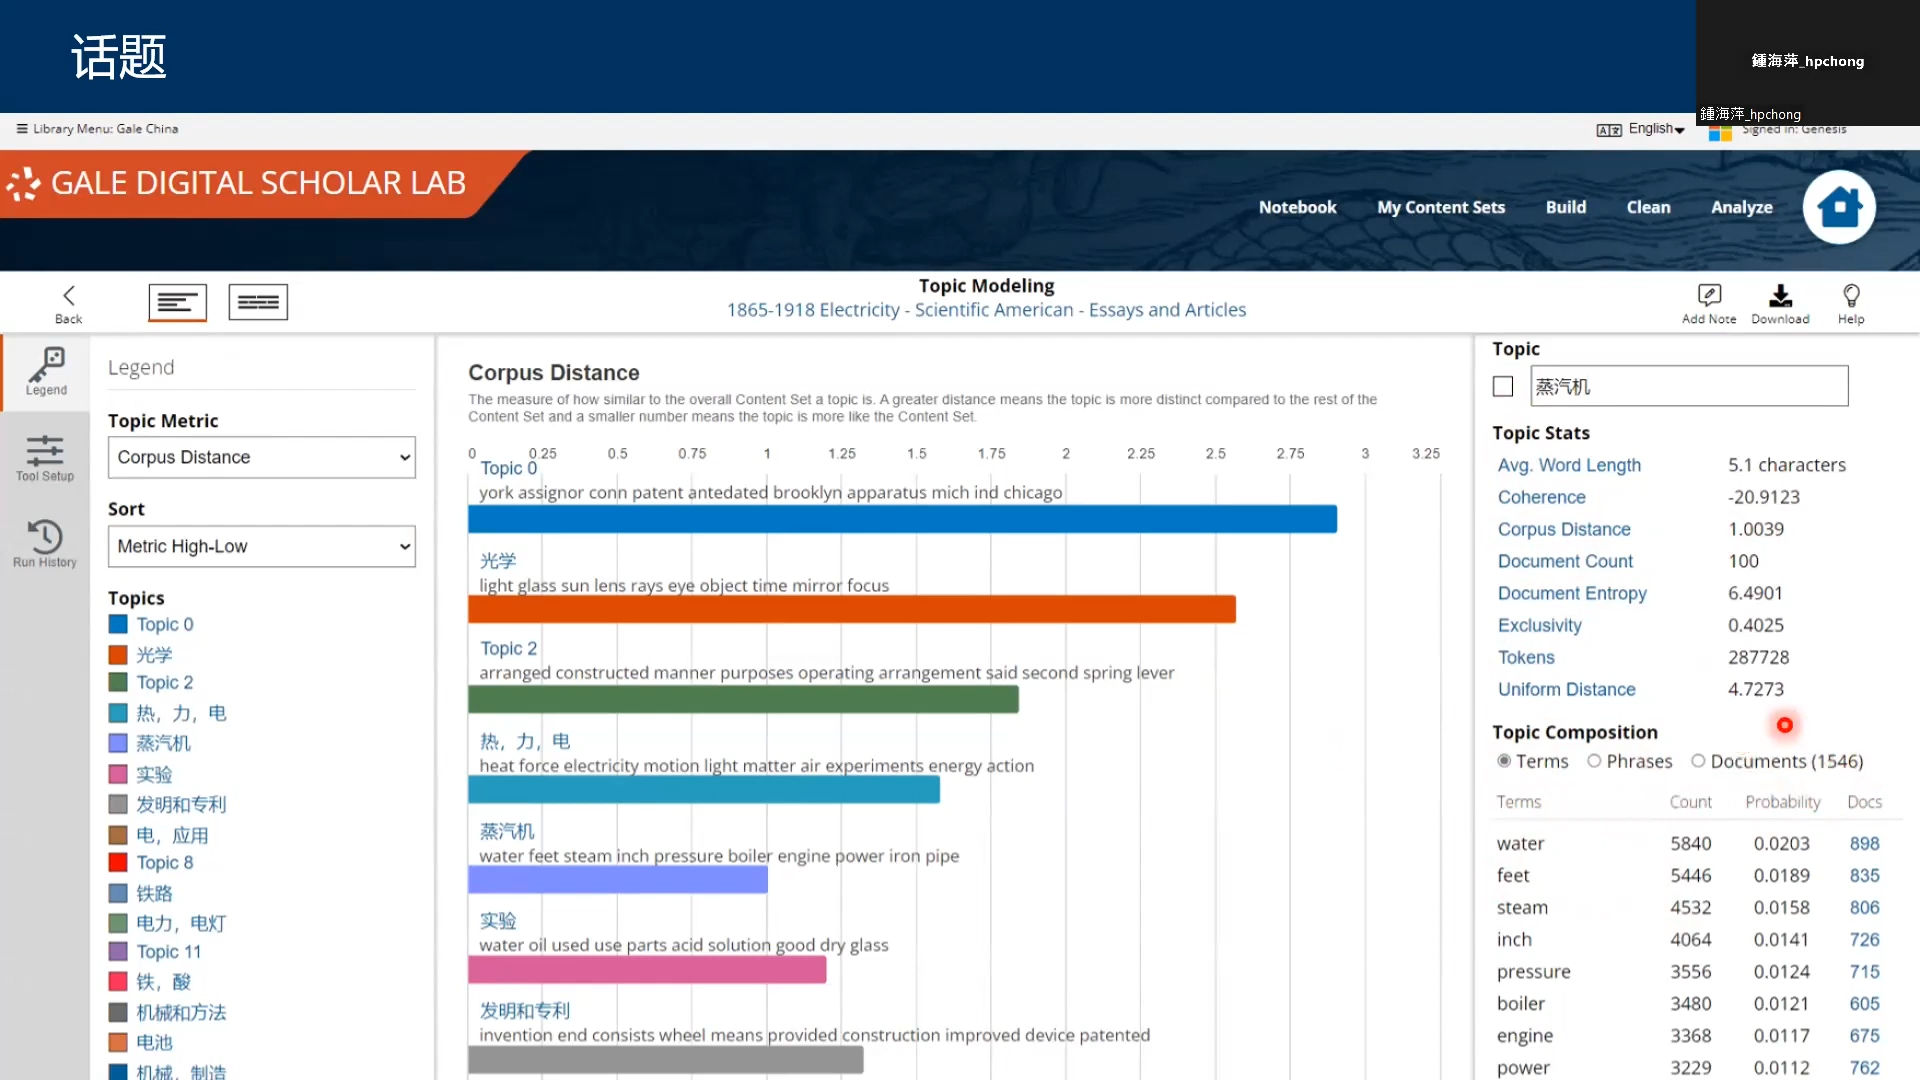 话题
鍾海萍_hpchong
鍾海萍_hpchong
Library Menu: Gale China
English
Signed in: Genesis
GALE DIGITAL SCHOLAR LAB
Notebook My Content Sets Build Clean Analyze
Back
Topic Modeling
1865-1918 Electricity - Scientific American - Essays and Articles
Add Note Download Help
Legend
Tool Setup
Run History
Legend
Topic Metric
Corpus Distance
Sort
Metric High-Low
Topics
Topic 0
光学
Topic 2
热，力，电
蒸汽机
实验
发明和专利
电，应用
Topic 8
铁路
电力，电灯
Topic 11
铁，酸
机械和方法
电池
机械，制造
Corpus Distance
The measure of how similar to the overall Content Set a topic is. A greater distance means the topic is more distinct compared to the rest of the
Content Set and a smaller number means the topic is more like the Content Set.
0 0.25 0.5 0.75 1 1.25 1.5 1.75 2 2.25 2.5 2.75 3 3.25
Topic 0
york assignor conn patent antedated brooklyn apparatus mich ind chicago
光学
light glass sun lens rays eye object time mirror focus
Topic 2
arranged constructed manner purposes operating arrangement said second spring lever
热，力，电
heat force electricity motion light matter air experiments energy action
蒸汽机
water feet steam inch pressure boiler engine power iron pipe
实验
water oil used use parts acid solution good dry glass
发明和专利
invention end consists wheel means provided construction improved device patented
Topic
蒸汽机
Topic Stats
Avg. Word Length 5.1 characters
Coherence -20.9123
Corpus Distance 1.0039
Document Count 100
Document Entropy 6.4901
Exclusivity 0.4025
Tokens 287728
Uniform Distance 4.7273
Topic Composition
Terms Phrases Documents (1546)
Terms Count Probability Docs
water 5840 0.0203 898
feet 5446 0.0189 835
steam 4532 0.0158 806
inch 4064 0.0141 726
pressure 3556 0.0124 715
boiler 3480 0.0121 605
engine 3368 0.0117 675
power 3229 0.0112 762